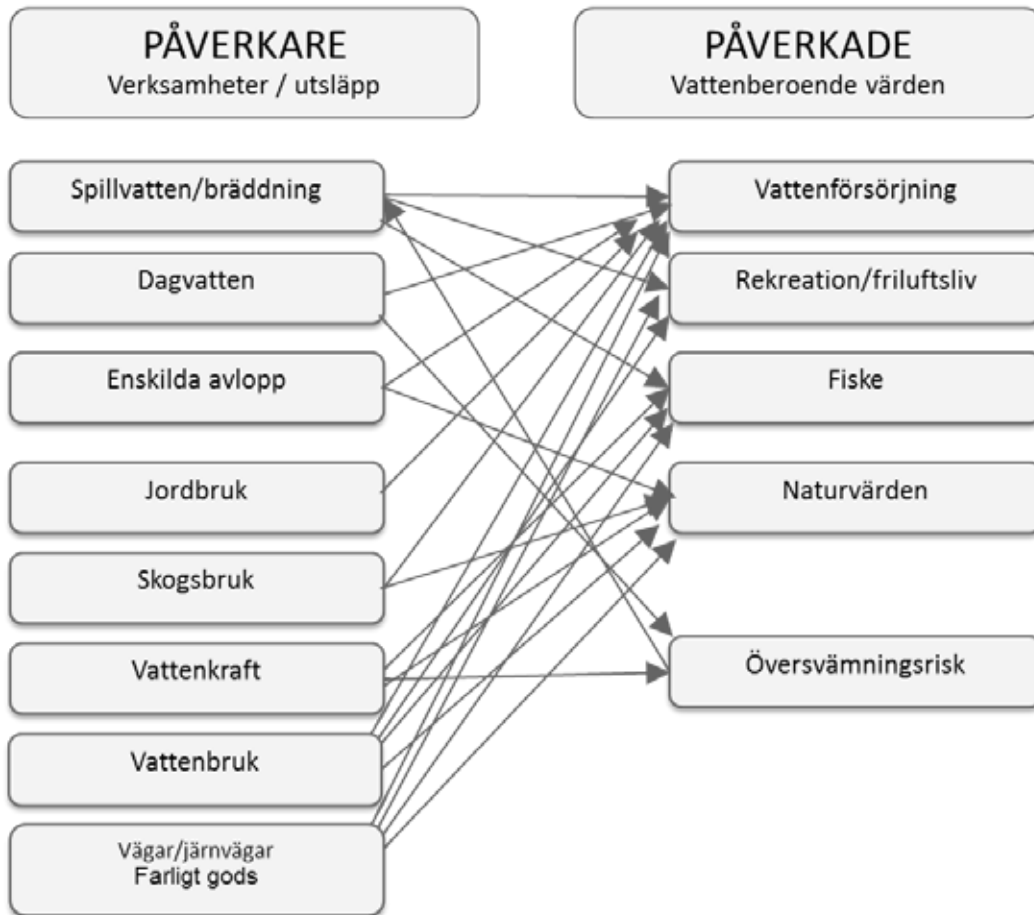 PÅVERKARE
Verksamheter / utsläpp
PÅVERKADE
Vattenberoende värden
Spillvatten/bräddning
Dagvatten
Enskilda avlopp
Jordbruk
Skogsbruk
Vattenkraft
Vattenbruk
Vägar/järnvägar
Farligt gods
Vattenförsörjning
Rekreation/friluftsliv
Fiske
Naturvärden
Översvämningsrisk